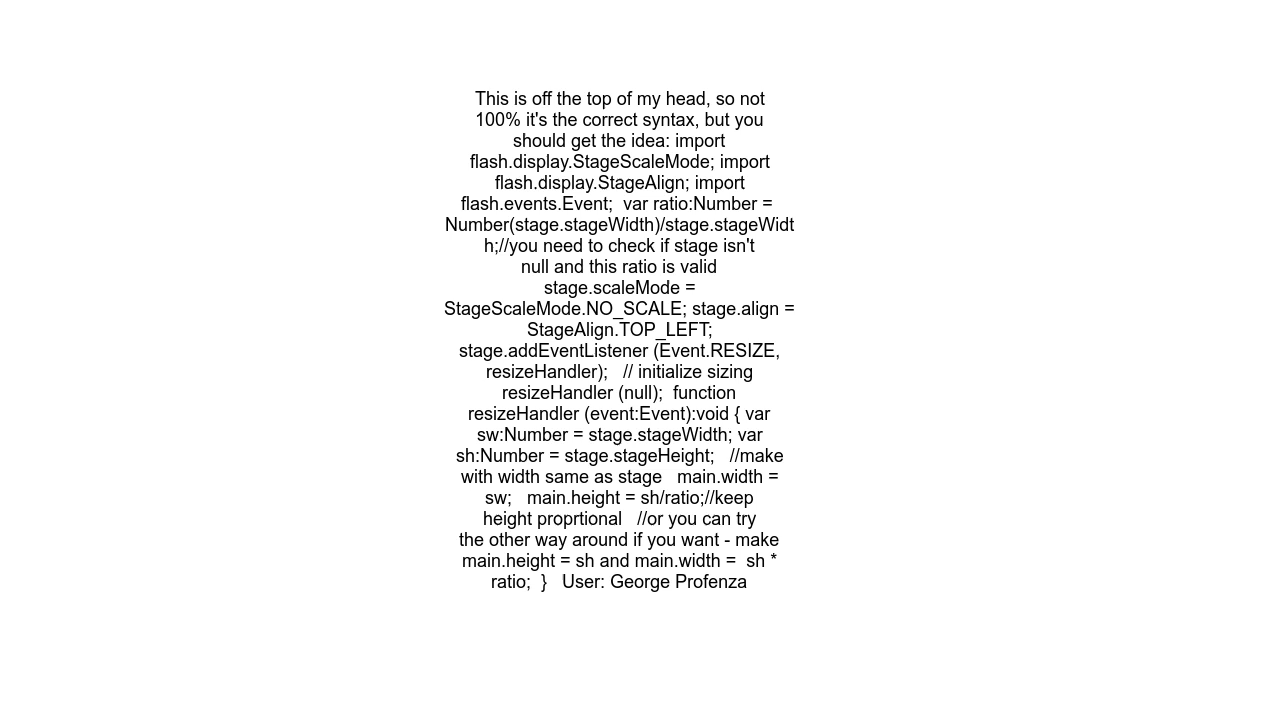 This is off the top of my head, so not
100% it's the correct syntax, but you
should get the idea: import
flash.display.StageScaleMode; import
flash.display.StageAlign; import
flash.events.Event;  var ratio:Number =
Number(stage.stageWidth)/stage.stageWidt
h;//you need to check if stage isn't
null and this ratio is valid
stage.scaleMode =
StageScaleMode.NO_SCALE; stage.align =
StageAlign.TOP_LEFT;
stage.addEventListener (Event.RESIZE,
resizeHandler);   // initialize sizing
resizeHandler (null);  function
resizeHandler (event:Event):void { var
sw:Number = stage.stageWidth; var
sh:Number = stage.stageHeight;   //make
with width same as stage   main.width =
sw;   main.height = sh/ratio;//keep
height proprtional   //or you can try
the other way around if you want - make
main.height = sh and main.width =  sh *
ratio;  }   User: George Profenza